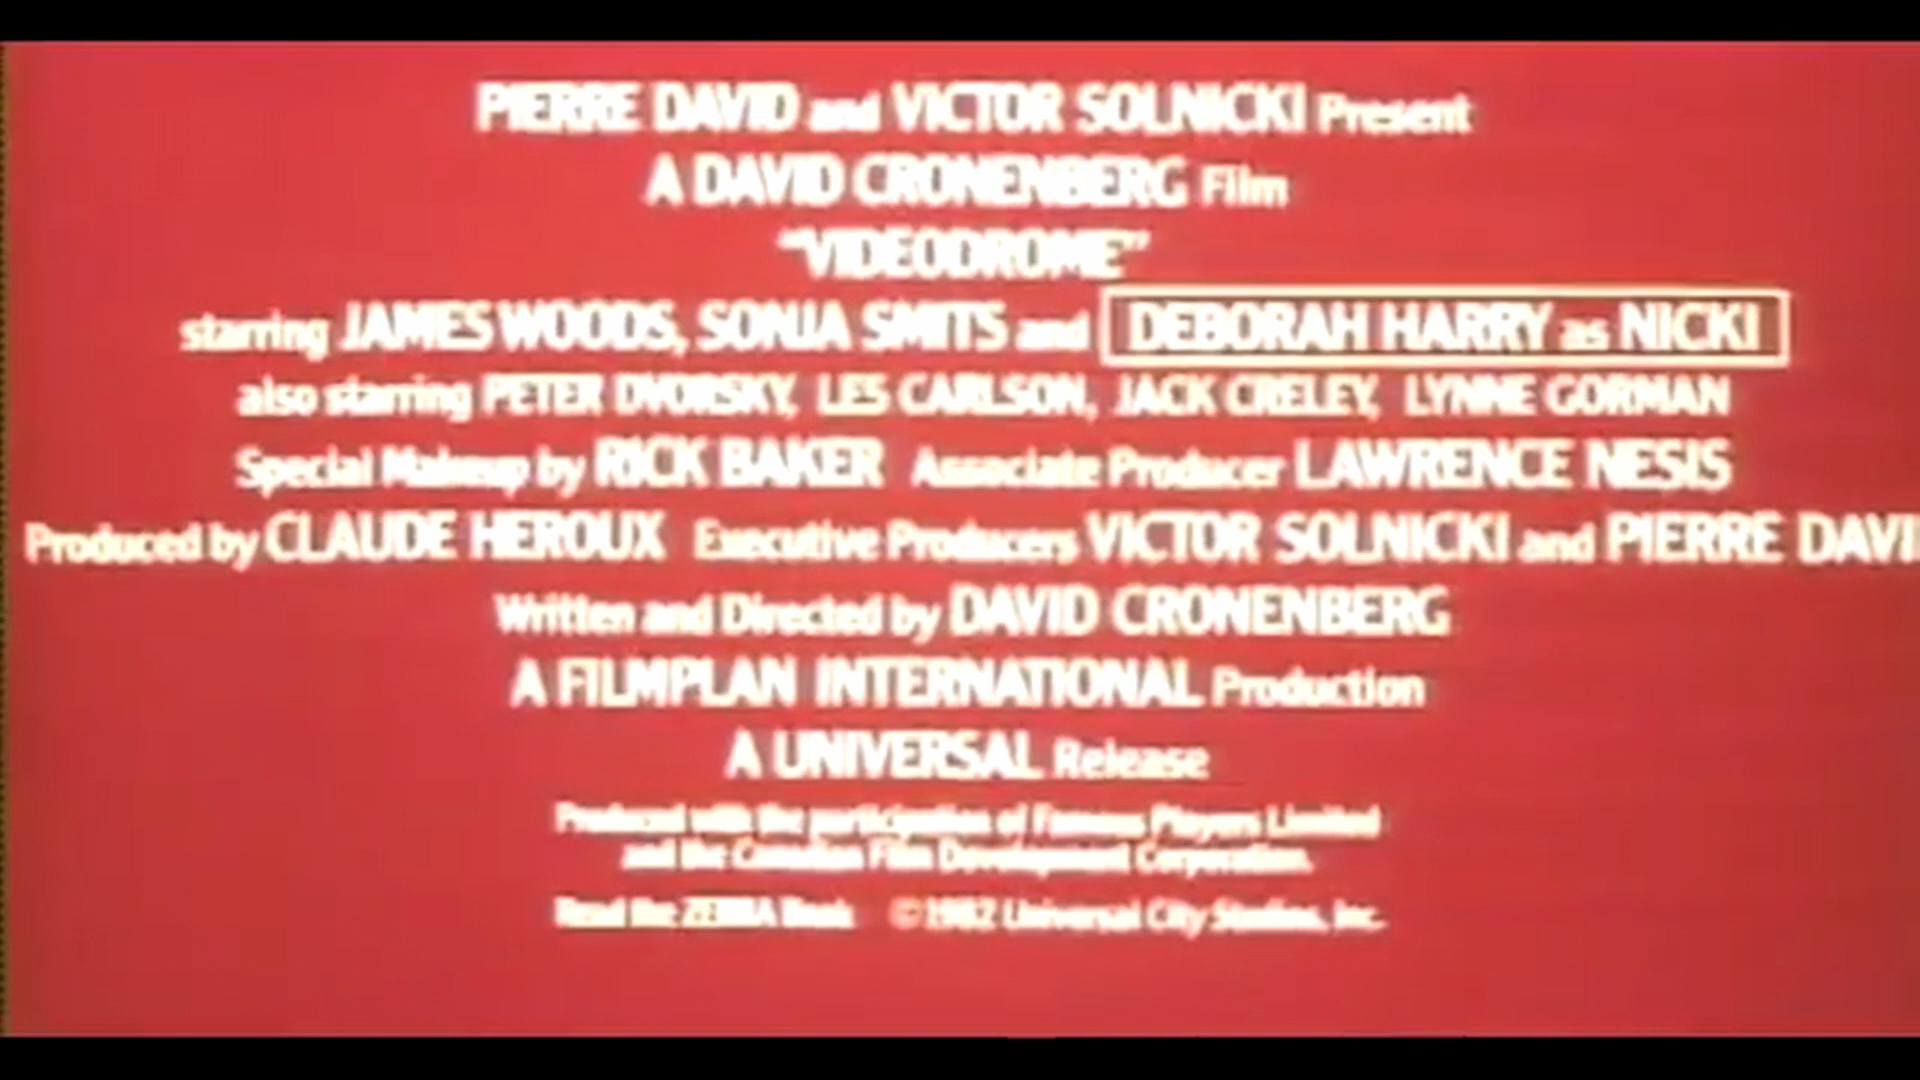 PIERRE DAVID and VICTOR SOLNICKI Present
A DAVID CRONENBERG Film
"VIDEODROME"
starring JAMES WOODS, SONJA SMITS and DEBORAH HARRY as NICKI
also starring PETER DVORSKY, LES CARLSON, JACK CRELEY, LYNNE GORMAN
Special Makeup by RICK BAKER Associate Producer LAWRENCE NESIS
Produced by CLAUDE HEROUX Executive Producers VICTOR SOLNICKI and PIERRE DAVI
Written and Directed by DAVID CRONENBERG
A FILMPLAN INTERNATIONAL Production
A UNIVERSAL Release
Produced with the participation of Famous Players Limited
and the Canadian Film Development Corporation.
Read the ZEBRA Book ©1982 Universal City Studios, Inc.